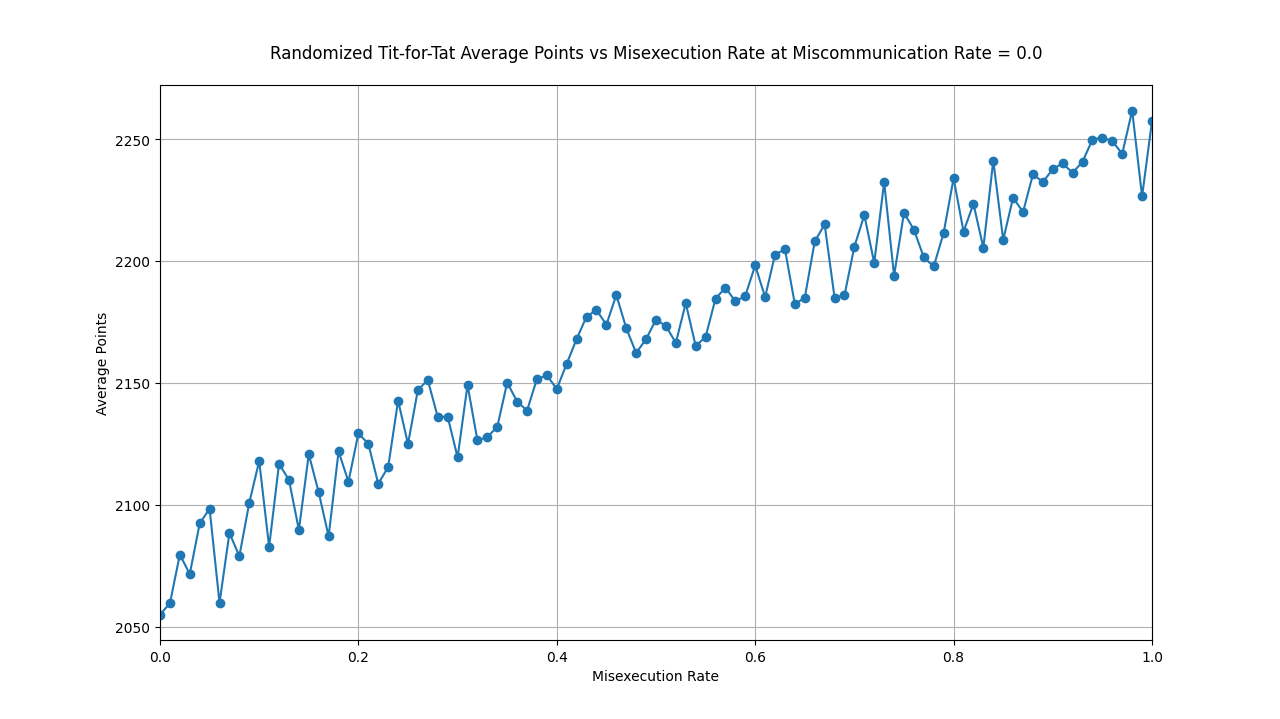 Randomized Tit-for-Tat Average Points vs Misexecution Rate at Miscommunication Rate = 0.0
2250
2200
2150
2100
2050
Average Points
0.0 0.2 0.4 0.6 0.8 1.0
Misexecution Rate